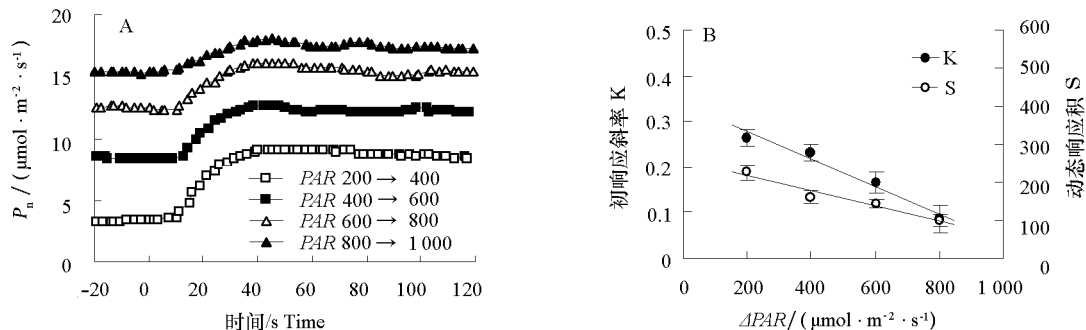 A
20
15
10
5
0
Pn / (μmol · m-2 · s-1)
-20 0 20 40 60 80 100 120
时间/s Time
PAR 200 → 400
PAR 400 → 600
PAR 600 → 800
PAR 800 → 1 000
B
0.5
0.4
0.3
0.2
0.1
0
初响应斜率 K
K
S
600
500
400
300
200
100
0
动态响应积 S
200 400 600 800 1 000
ΔPAR/ (μmol · m-2 · s-1)